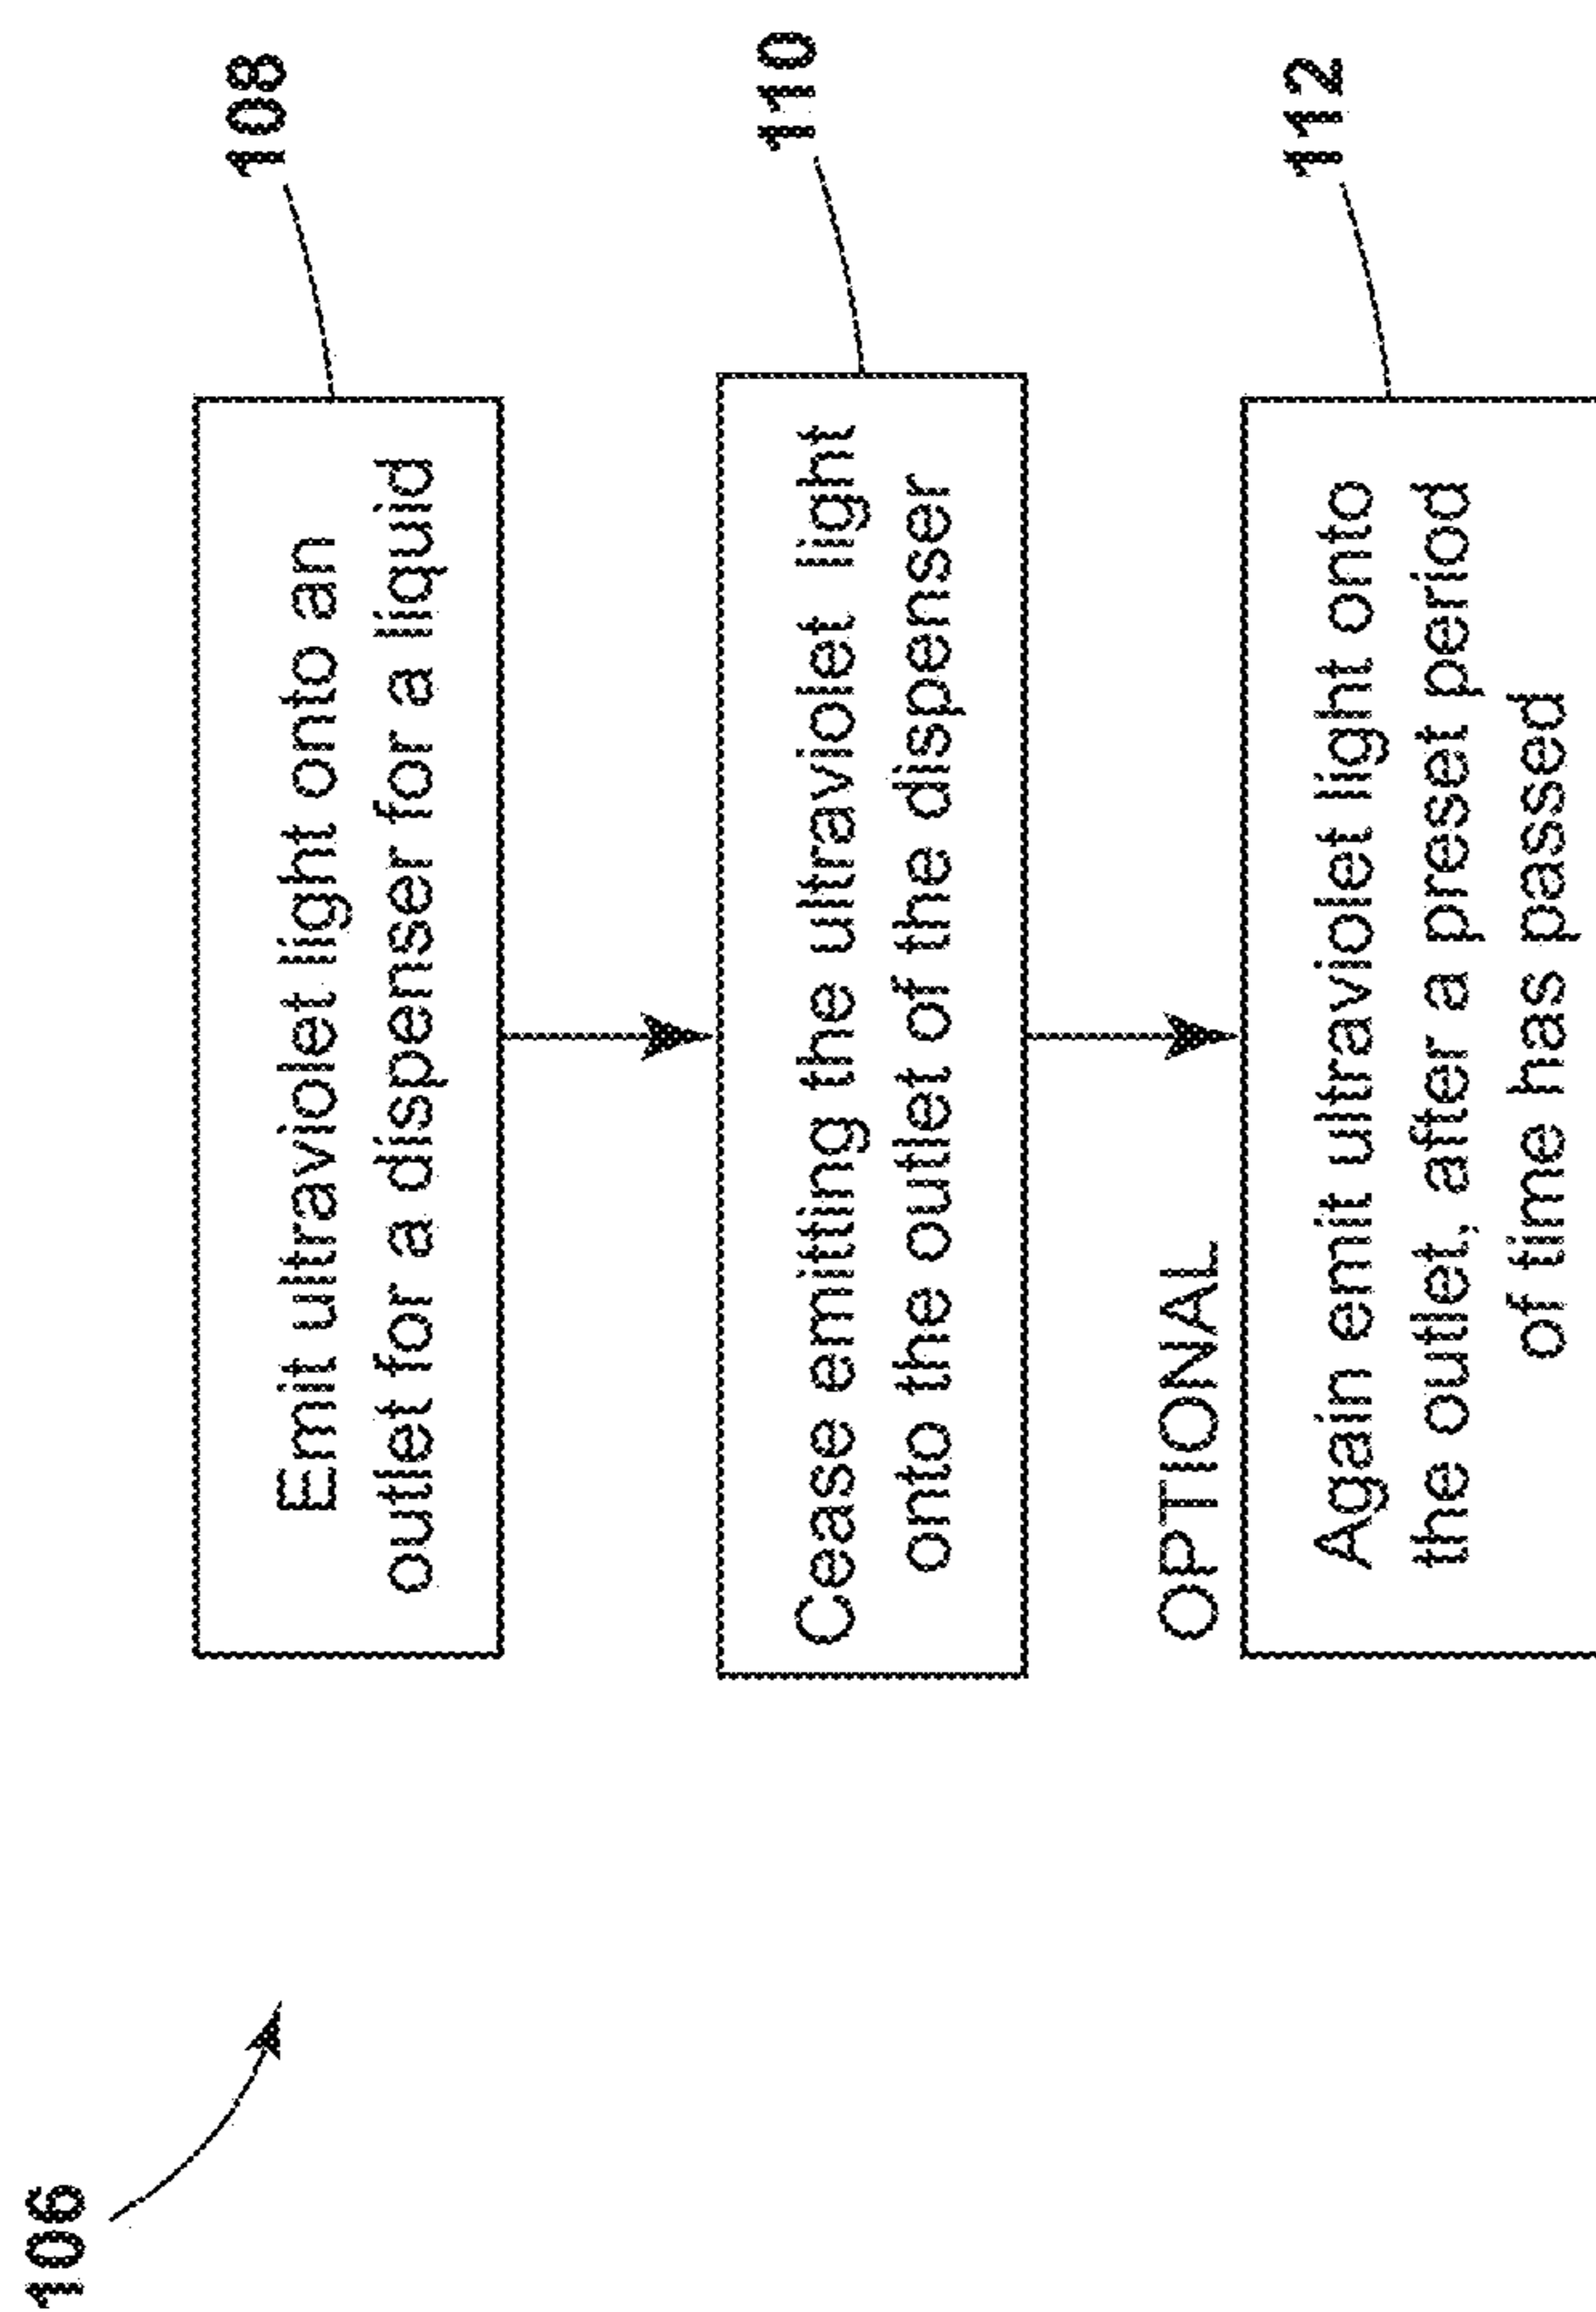 106
108
Emit ultraviolet light onto an
outlet for a dispenser for a liquid
110
Cease emitting the ultraviolet light
onto the outlet of the dispenser
OPTIONAL
112
Again emit ultraviolet light onto
the outlet, after a preset period
of time has passed